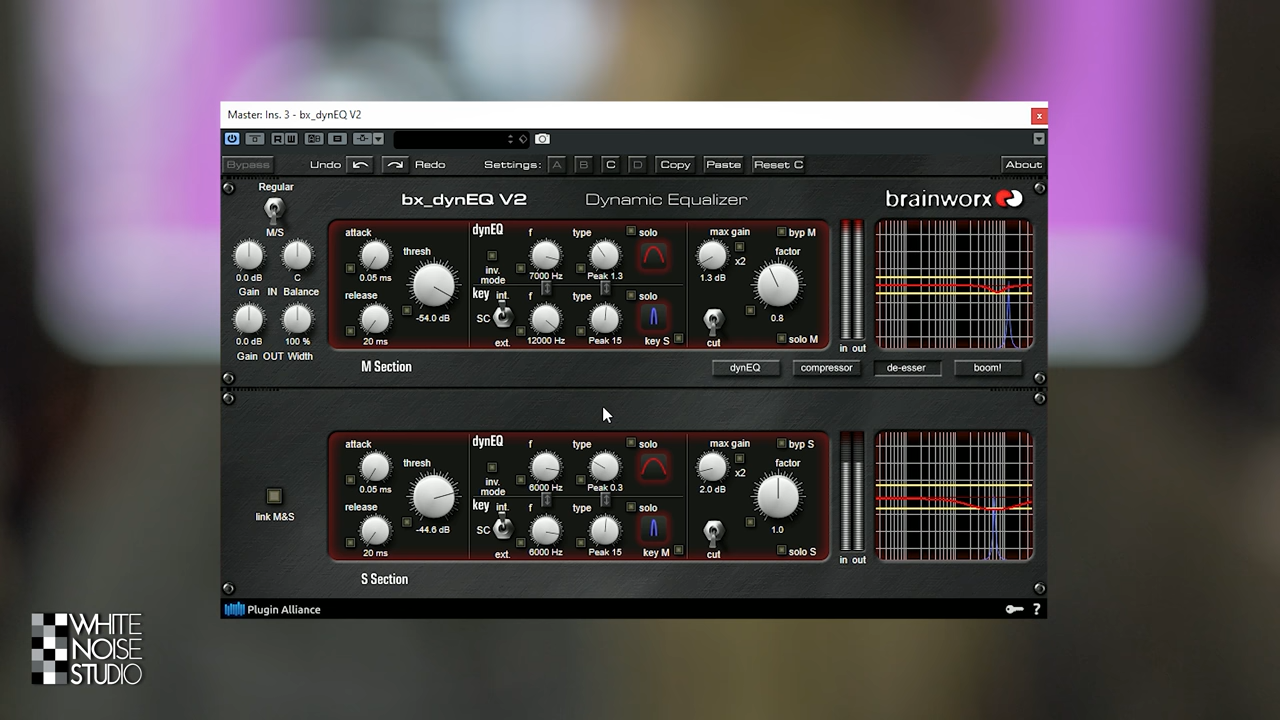 Master: Ins. 3 - bx_dynEQ V2
x
R W
Bypass Undo Redo Settings: A B C D Copy Paste Reset C About
Regular
M/S
bx_dynEQ V2 Dynamic Equalizer brainworx
0.0 dB C
Gain IN Balance
0.0 dB 100 %
Gain OUT Width
attack thresh dynEQ f type solo max gain byp M
0.05 ms inv. mode 7000 Hz Peak 1.3 1.3 dB x2 factor
release -54.0 dB key int. f type solo 0.8
20 ms SC ext. 12000 Hz Peak 15 key S cut solo M
in out
M Section dynEQ compressor de-esser boom!
attack thresh dynEQ f type solo max gain byp S
0.05 ms inv. mode 6000 Hz Peak 0.3 2.0 dB x2 factor
release -44.6 dB key int. f type solo 1.0
20 ms SC ext. 6000 Hz Peak 15 key M cut solo S
in out
link M&S
S Section
Plugin Alliance ?
WHITE
NOISE
STUDIO